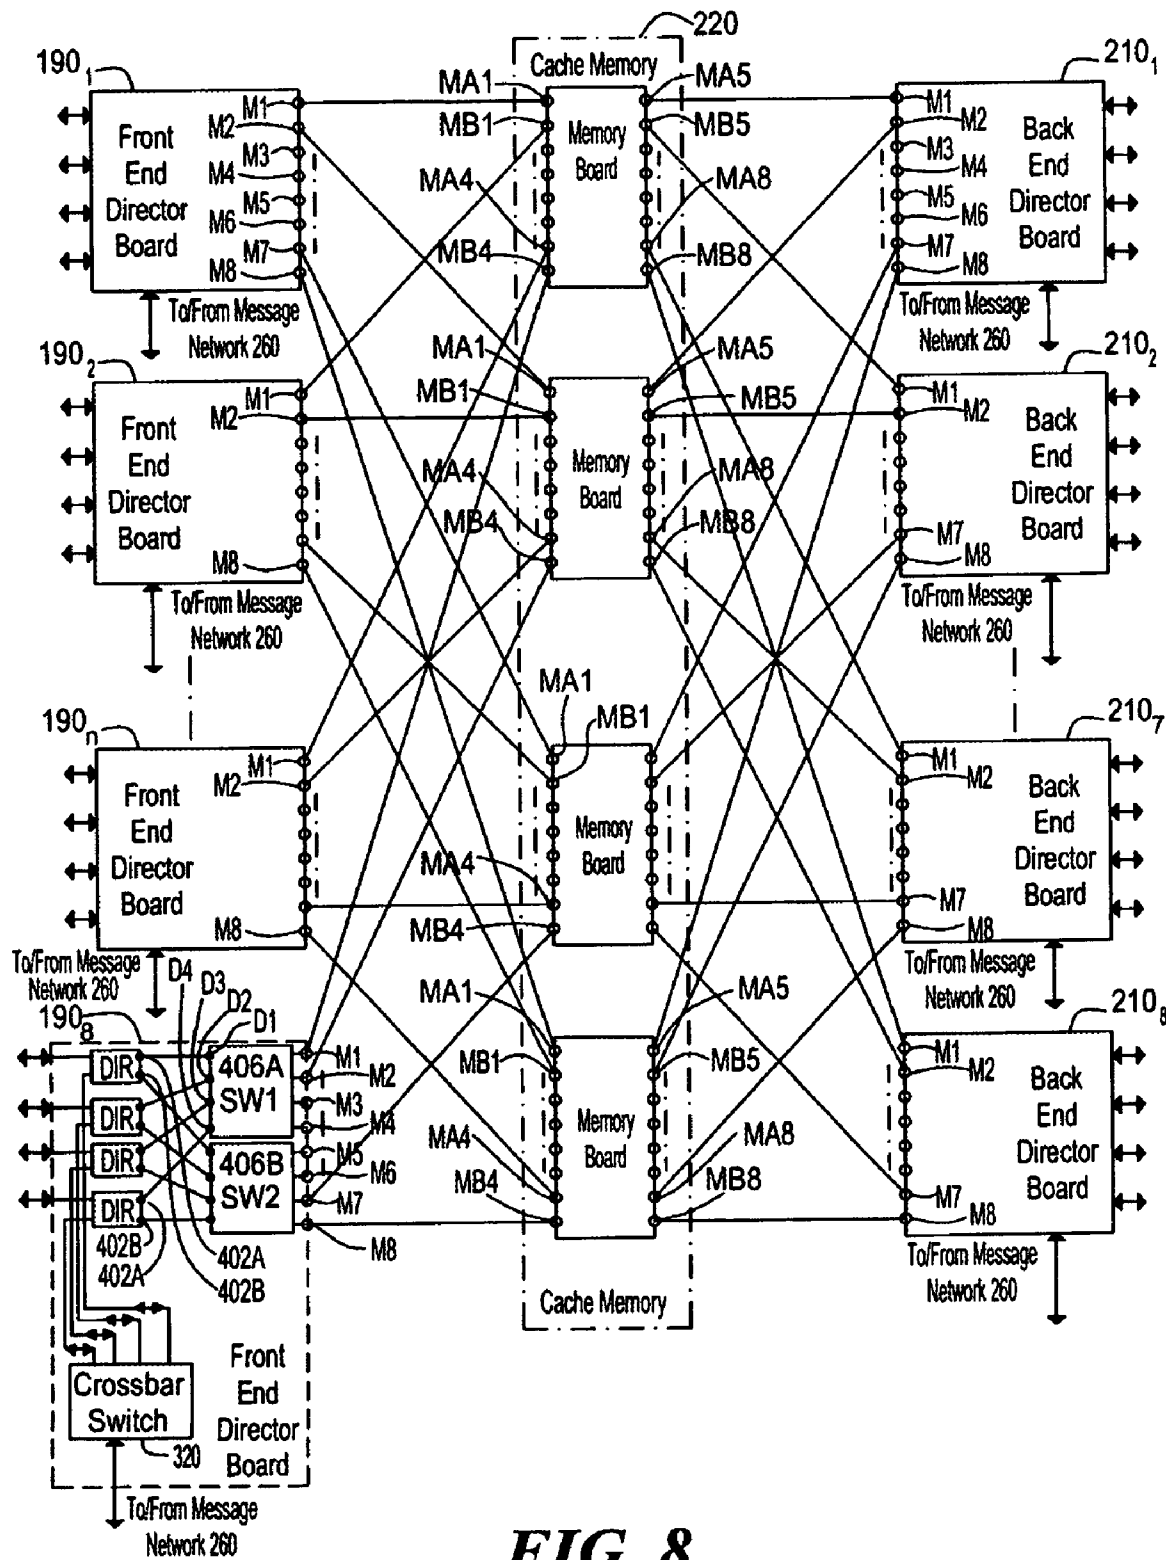 220
190₁
Cache Memory
210₁
MA1
MA5
M1
M1
M2
MB1
MB5
M2
Front
End
Director
Board
M3
M4
M5
M6
M7
M8
Memory
Board
MA4
MA8
MB4
MB8
M3
M4
M5
M6
M7
M8
Back
End
Director
Board
To/From Message
Network 260
To/From Message
Network 260
190₂
MA1
MA5
210₂
M1
M2
MB1
MB5
M1
M2
Front
End
Director
Board
Memory
Board
Back
End
Director
Board
MA4
MA8
MB4
MB8
M7
M8
M8
To/From Message
Network 260
To/From Message
Network 260
MA1
MB1
190n
210₇
M1
M2
M1
M2
Front
End
Director
Board
Memory
Board
Back
End
Director
Board
MA4
M7
M8
MB4
M8
To/From Message
Network 260
To/From Message
Network 260
D4
D3
D2
D1
190₈
MA1
MA5
210₈
DIR
406A
SW1
M1
M2
M3
M4
MB1
MB5
M1
M2
DIR
DIR
DIR
406B
SW2
M5
M6
M7
M8
Memory
Board
Back
End
Director
Board
MA4
MA8
MB4
MB8
M7
M8
402B
402A
402A
402B
To/From Message
Network 260
Cache Memory
Crossbar
Switch
320
Front
End
Director
Board
To/From Message
Network 260
FIG. 8